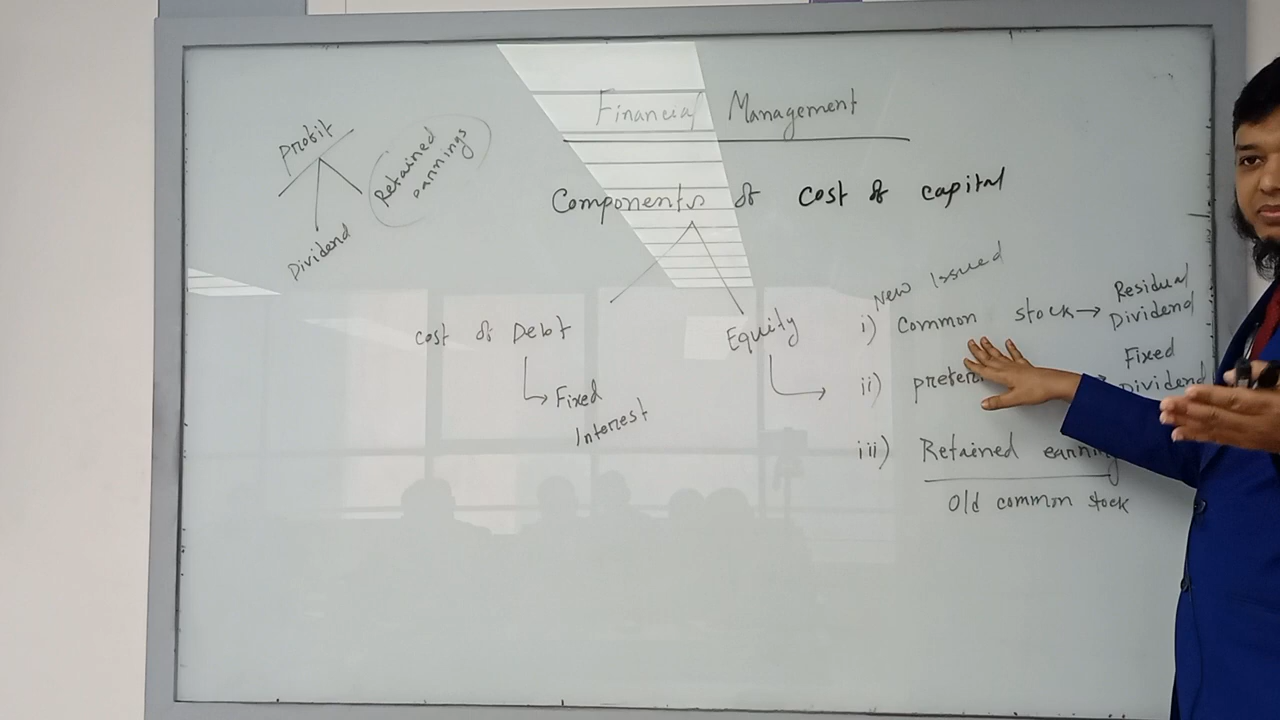 Financial Management
Profit
Retained
earnings
Dividend
Components of cost of capital
Cost of Debt
Fixed
Interest
Equity
New Issued
i) Common stock → Residual
Dividend
ii) Fixed
Dividend
iii) Retained
Old common stock